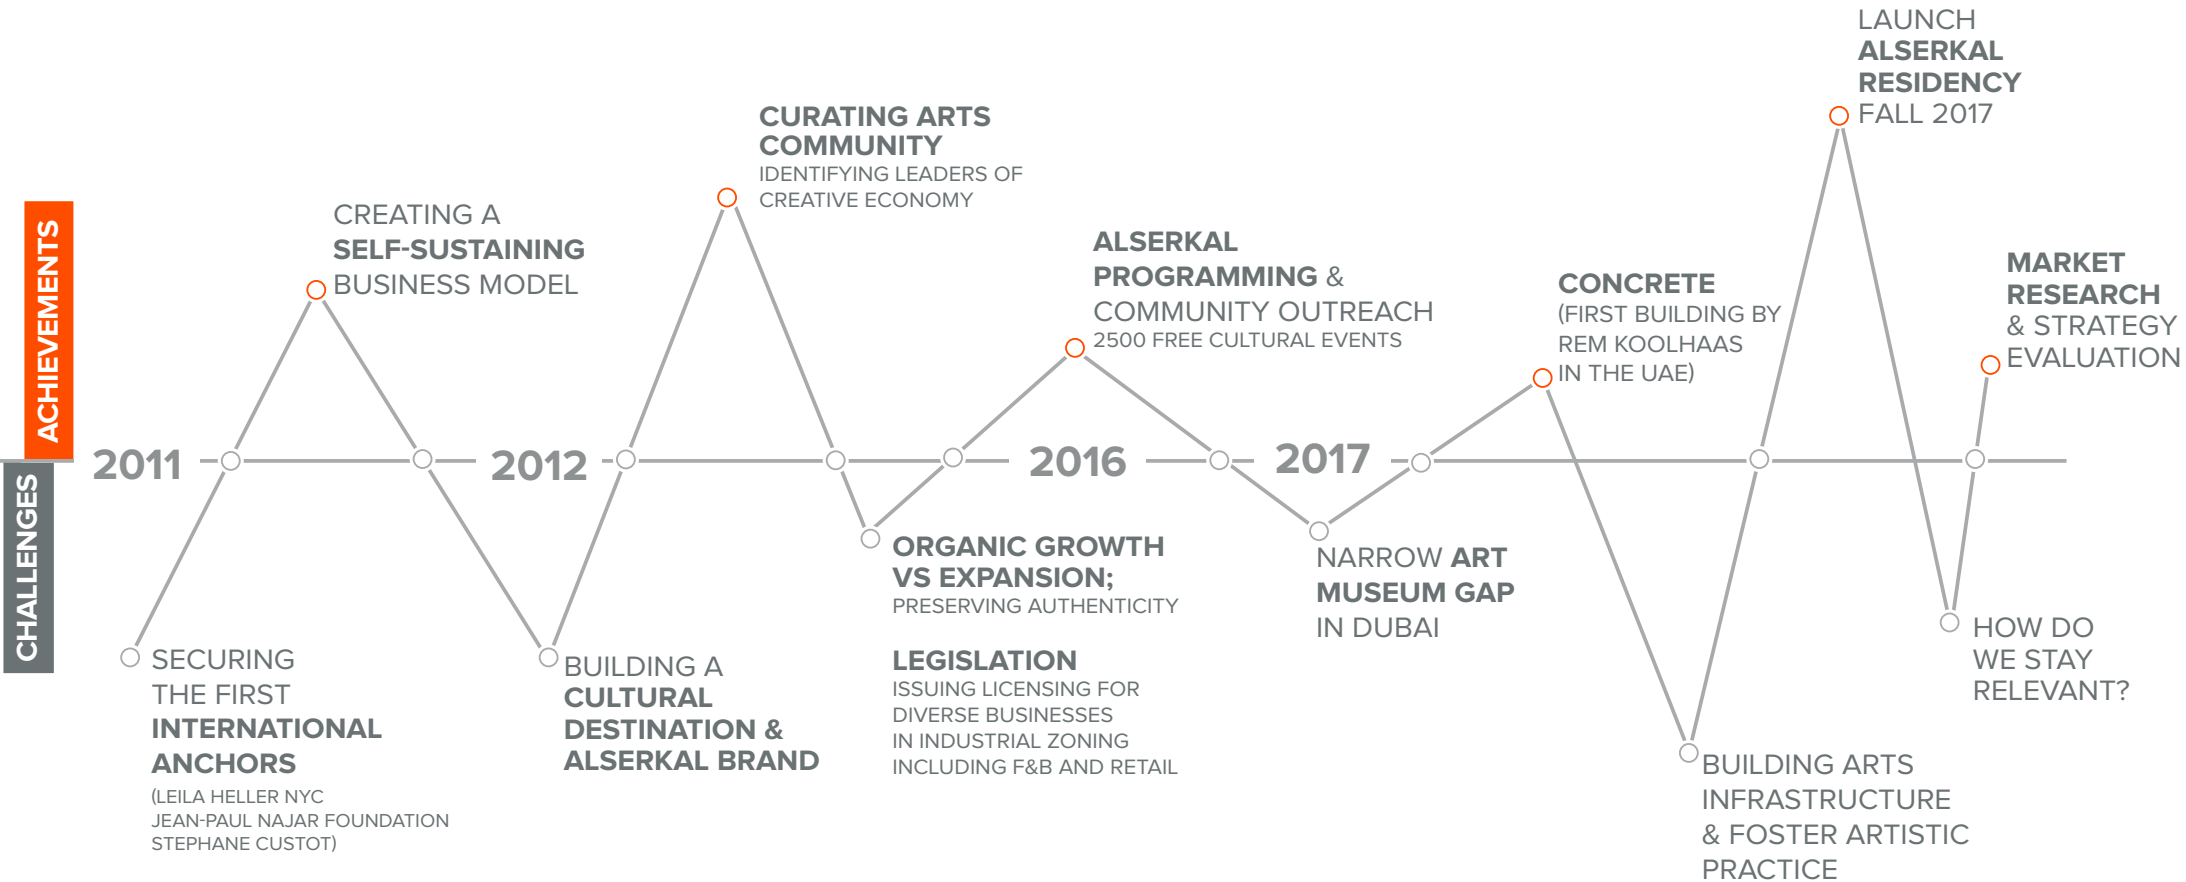 ACHIEVEMENTS
CHALLENGES
2011
SECURING
THE FIRST
INTERNATIONAL
ANCHORS
(LEILA HELLER NYC
JEAN-PAUL NAJAR FOUNDATION
STEPHANE CUSTOT)
CREATING A
SELF-SUSTAINING
BUSINESS MODEL
2012
BUILDING A
CULTURAL
DESTINATION &
ALSERKAL BRAND
CURATING ARTS
COMMUNITY
IDENTIFYING LEADERS OF
CREATIVE ECONOMY
ORGANIC GROWTH
VS EXPANSION;
PRESERVING AUTHENTICITY
LEGISLATION
ISSUING LICENSING FOR
DIVERSE BUSINESSES
IN INDUSTRIAL ZONING
INCLUDING F&B AND RETAIL
2016
ALSERKAL
PROGRAMMING &
COMMUNITY OUTREACH
2500 FREE CULTURAL EVENTS
2017
NARROW ART
MUSEUM GAP
IN DUBAI
CONCRETE
(FIRST BUILDING BY
REM KOOLHAAS
IN THE UAE)
BUILDING ARTS
INFRASTRUCTURE
& FOSTER ARTISTIC
PRACTICE
LAUNCH
ALSERKAL
RESIDENCY
FALL 2017
HOW DO
WE STAY
RELEVANT?
MARKET
RESEARCH
& STRATEGY
EVALUATION